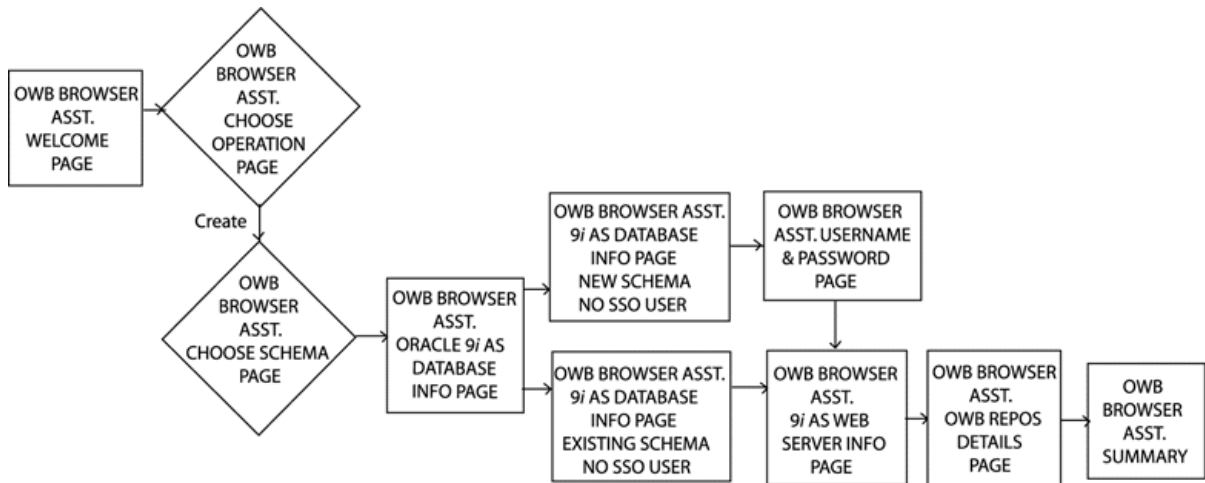 OWB BROWSER
ASST.
WELCOME
PAGE
OWB
BROWSER
ASST.
CHOOSE
OPERATION
PAGE
Create
OWB
BROWSER
ASST.
CHOOSE SCHEMA
PAGE
OWB BROWSER
ASST.
ORACLE 9i AS
DATABASE
INFO PAGE
OWB BROWSER ASST.
9i AS DATABASE
INFO PAGE
NEW SCHEMA
NO SSO USER
OWB BROWSER
ASST. USERNAME
& PASSWORD
PAGE
OWB BROWSER ASST.
9i AS DATABASE
INFO PAGE
EXISTING SCHEMA
NO SSO USER
OWB BROWSER
ASST.
9i AS WEB
SERVER INFO
PAGE
OWB BROWSER
ASST.
OWB REPOS
DETAILS
PAGE
OWB
BROWSER
ASST.
SUMMARY